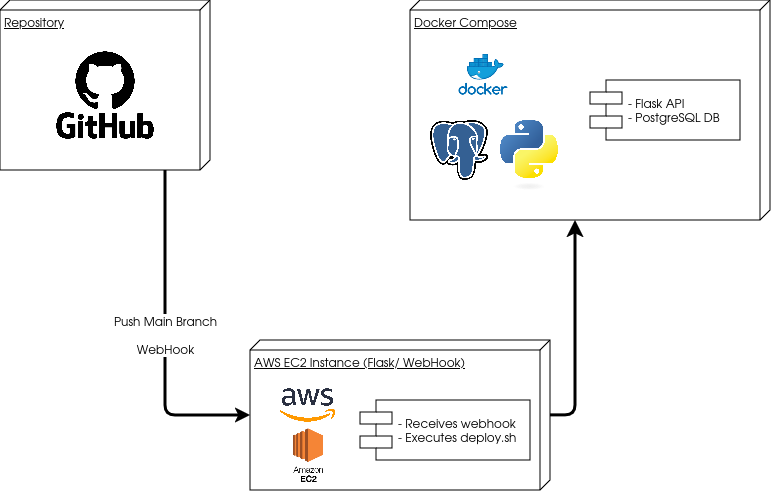 Repository
GitHub
Docker Compose
docker
- Flask API
- PostgreSQL DB
Push Main Branch
WebHook
AWS EC2 Instance (Flask/ WebHook)
aws
Amazon
EC2
- Receives webhook
- Executes deploy.sh